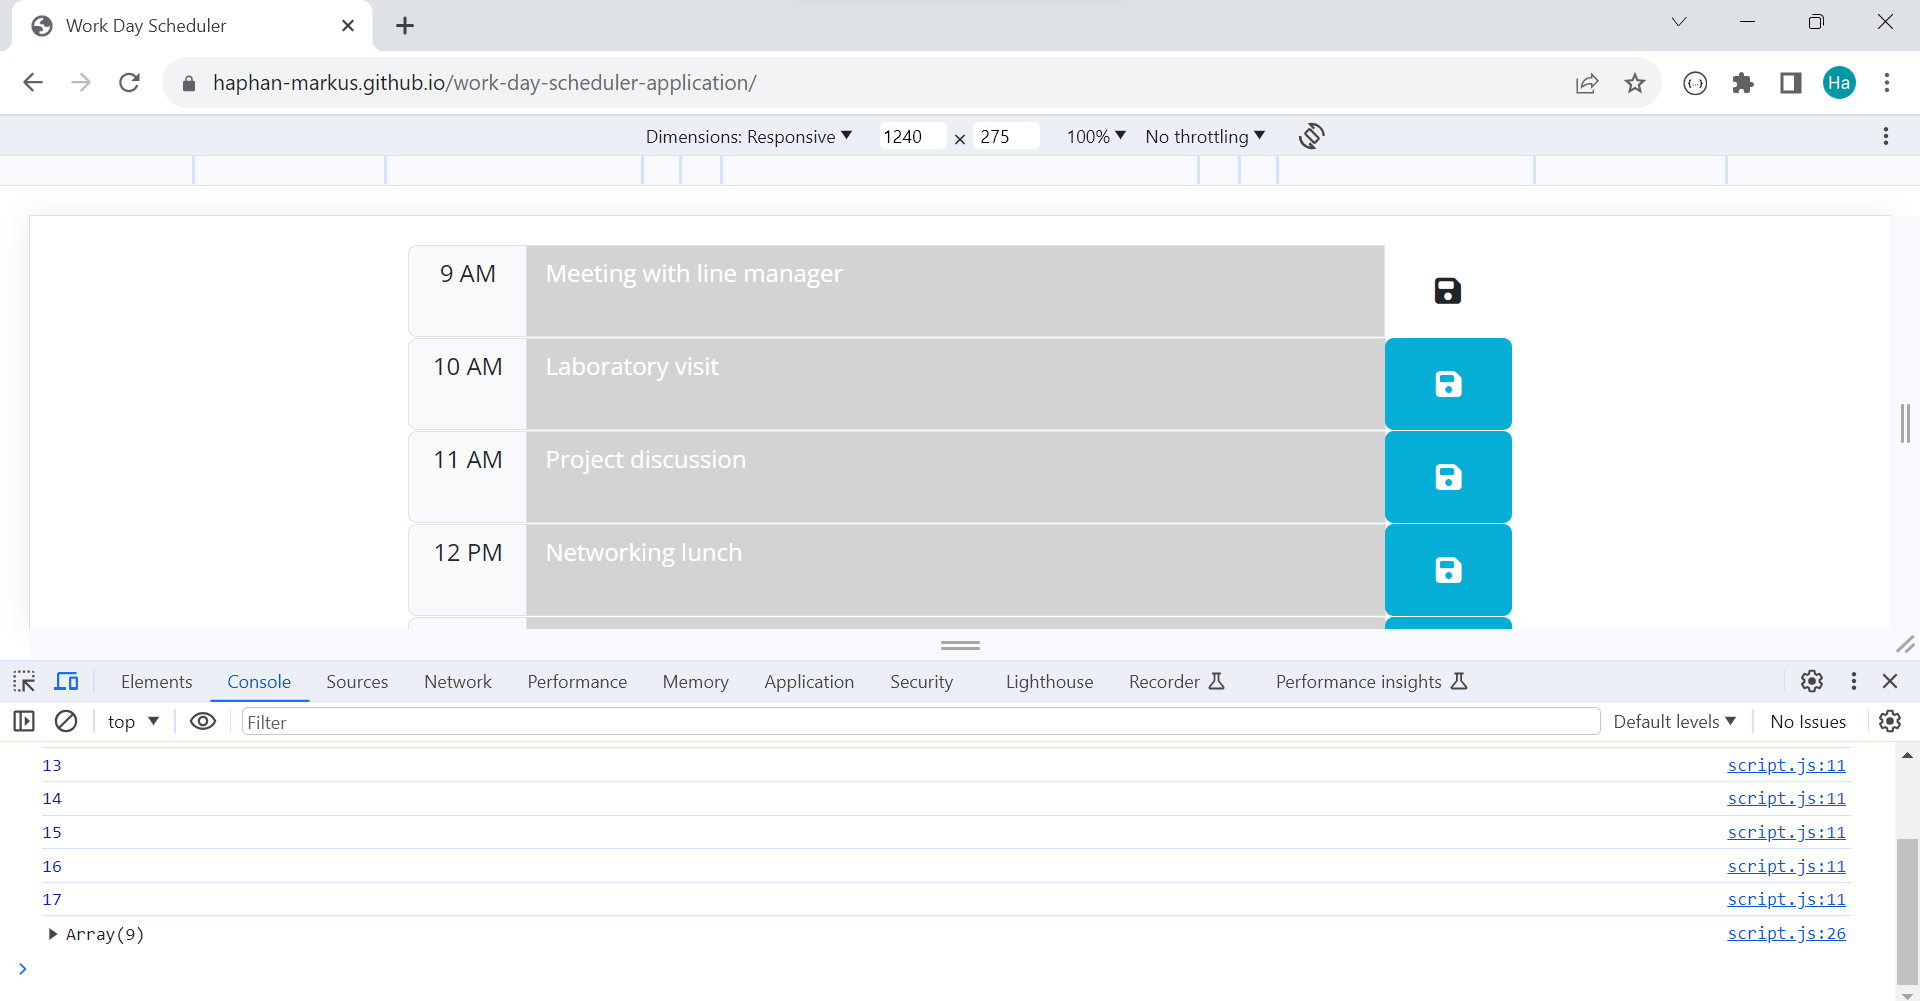 Work Day Scheduler
haphan-markus.github.io/work-day-scheduler-application/
Ha
Dimensions: Responsive 1240 × 275 100% No throttling
9 AM Meeting with line manager
10 AM Laboratory visit
11 AM Project discussion
12 PM Networking lunch
Elements Console Sources Network Performance Memory Application Security Lighthouse Recorder Performance insights
top Filter Default levels No Issues
13 script.js:11
14 script.js:11
15 script.js:11
16 script.js:11
17 script.js:11
Array(9) script.js:26